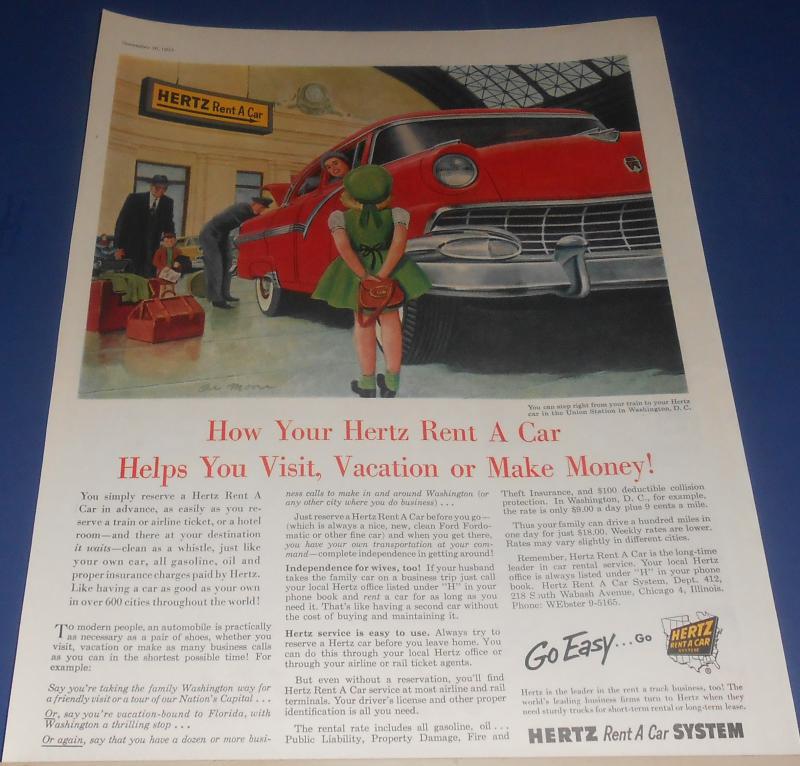 HERTZ Rent A Car
You can step right from your train to your Hertz
car in the Union Station in Washington, D. C.
How Your Hertz Rent A Car
Helps You Visit, Vacation or Make Money!
You simply reserve a Hertz Rent A
Car in advance, as easily as you re-
serve a train or airline ticket, or a hotel
room—and there at your destination
it waits—clean as a whistle, just like
your own car, all gasoline, oil and
proper insurance charges paid by Hertz.
Like having a car as good as your own
in over 600 cities throughout the world!
To modern people, an automobile is practically
as necessary as a pair of shoes, whether you
visit, vacation or make as many business calls
as you can in the shortest possible time! For
example:
Say you're taking the family Washington way for
a friendly visit or a tour of our Nation's Capital . . .
Or, say you're vacation-bound to Florida, with
Washington a thrilling stop . . .
Or again, say that you have a dozen or more busi-
ness calls to make in and around Washington (or
any other city where you do business) . . .
Just reserve a Hertz Rent A Car before you go—
(which is always a nice, new, clean Ford Fordo-
matic or other fine car) and when you get there,
you have your own transportation at your com-
mand—complete independence in getting around!
Independence for wives, too! If your husband
takes the family car on a business trip just call
your local Hertz office listed under "H" in your
phone book and rent a car for as long as you
need it. That's like having a second car without
the cost of buying and maintaining it.
Hertz service is easy to use. Always try to
reserve a Hertz car before you leave home. You
can do this through your local Hertz office or
through your airline or rail ticket agents.
But even without a reservation, you'll find
Hertz Rent A Car service at most airline and rail
terminals. Your driver's license and other proper
identification is all you need.
The rental rate includes all gasoline, oil . . .
Public Liability, Property Damage, Fire and
Theft Insurance, and $100 deductible collision
protection. In Washington, D. C., for example,
the rate is only $9.00 a day plus 9 cents a mile.
Thus your family can drive a hundred miles in
one day for just $18.00. Weekly rates are lower.
Rates may vary slightly in different cities.
Remember, Hertz Rent A Car is the long-time
leader in car rental service. Your local Hertz
office is always listed under "H" in your phone
book. Hertz Rent A Car System, Dept. 412,
218 South Wabash Avenue, Chicago 4, Illinois.
Phone: WEbster 9-5165.
Go Easy...Go
HERTZ
RENT A CAR
SYSTEM
Hertz is the leader in the rent a truck business, too! The
world's leading business firms turn to Hertz when they
need sturdy trucks for short-term rental or long-term lease.
HERTZ Rent A Car SYSTEM